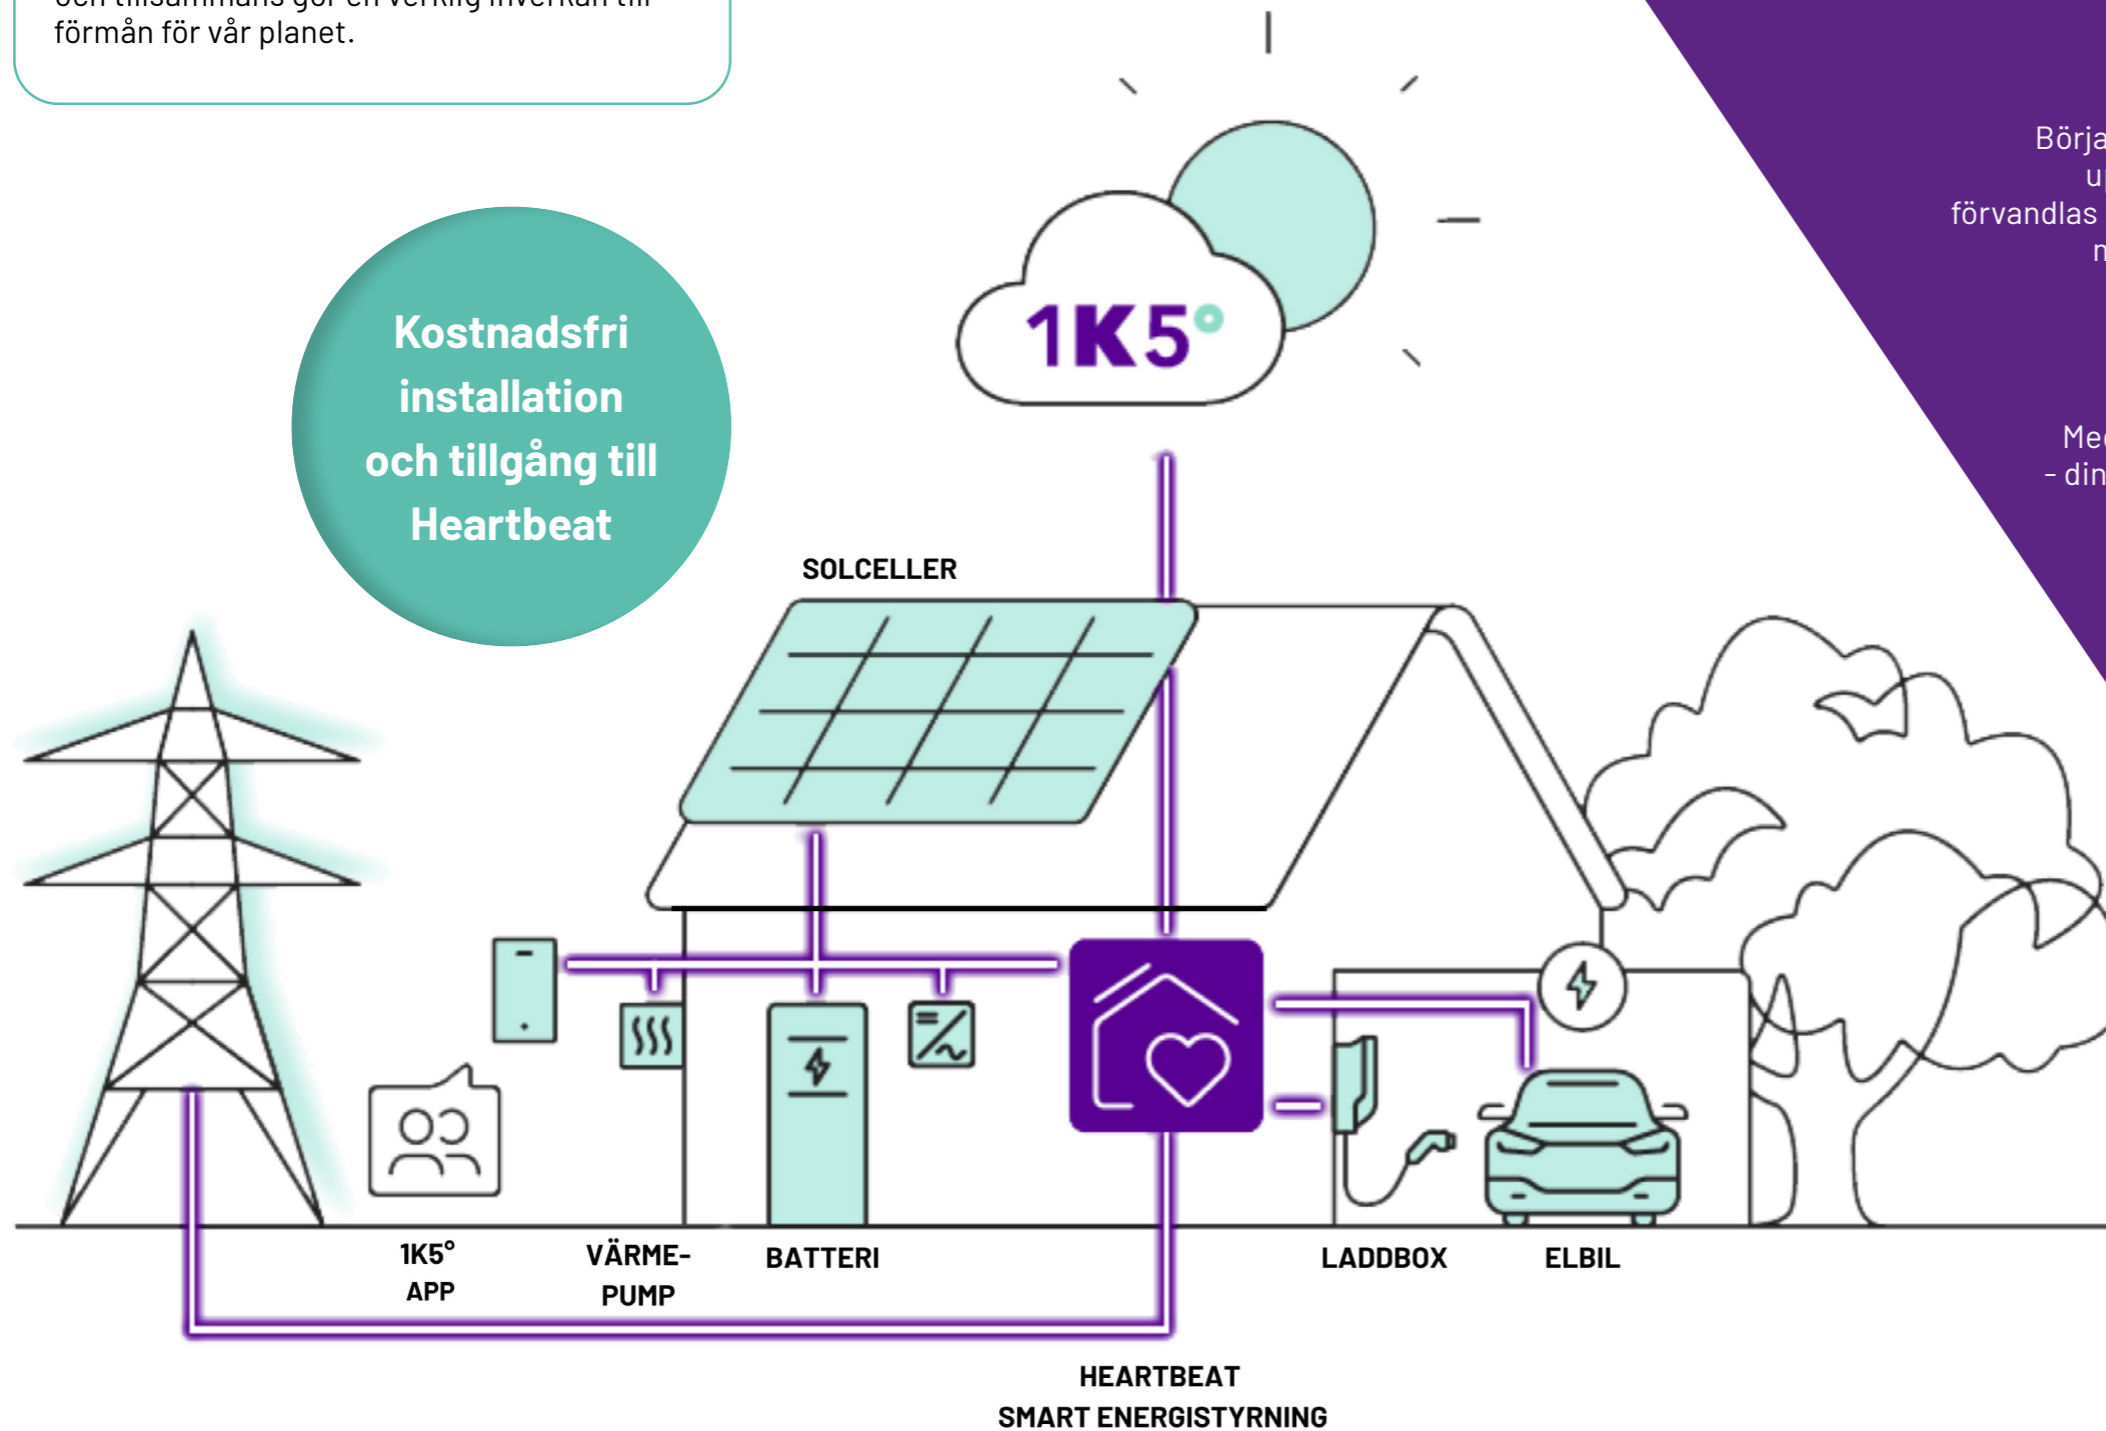 förmån för vår planet.
Kostnadsfri
installation
och tillgång till
Heartbeat
1K5°
förvandlas
- din
SOLCELLER
1K5°
APP
VÄRME-
PUMP
BATTERI
LADDBOX
ELBIL
HEARTBEAT
SMART ENERGISTYRNING